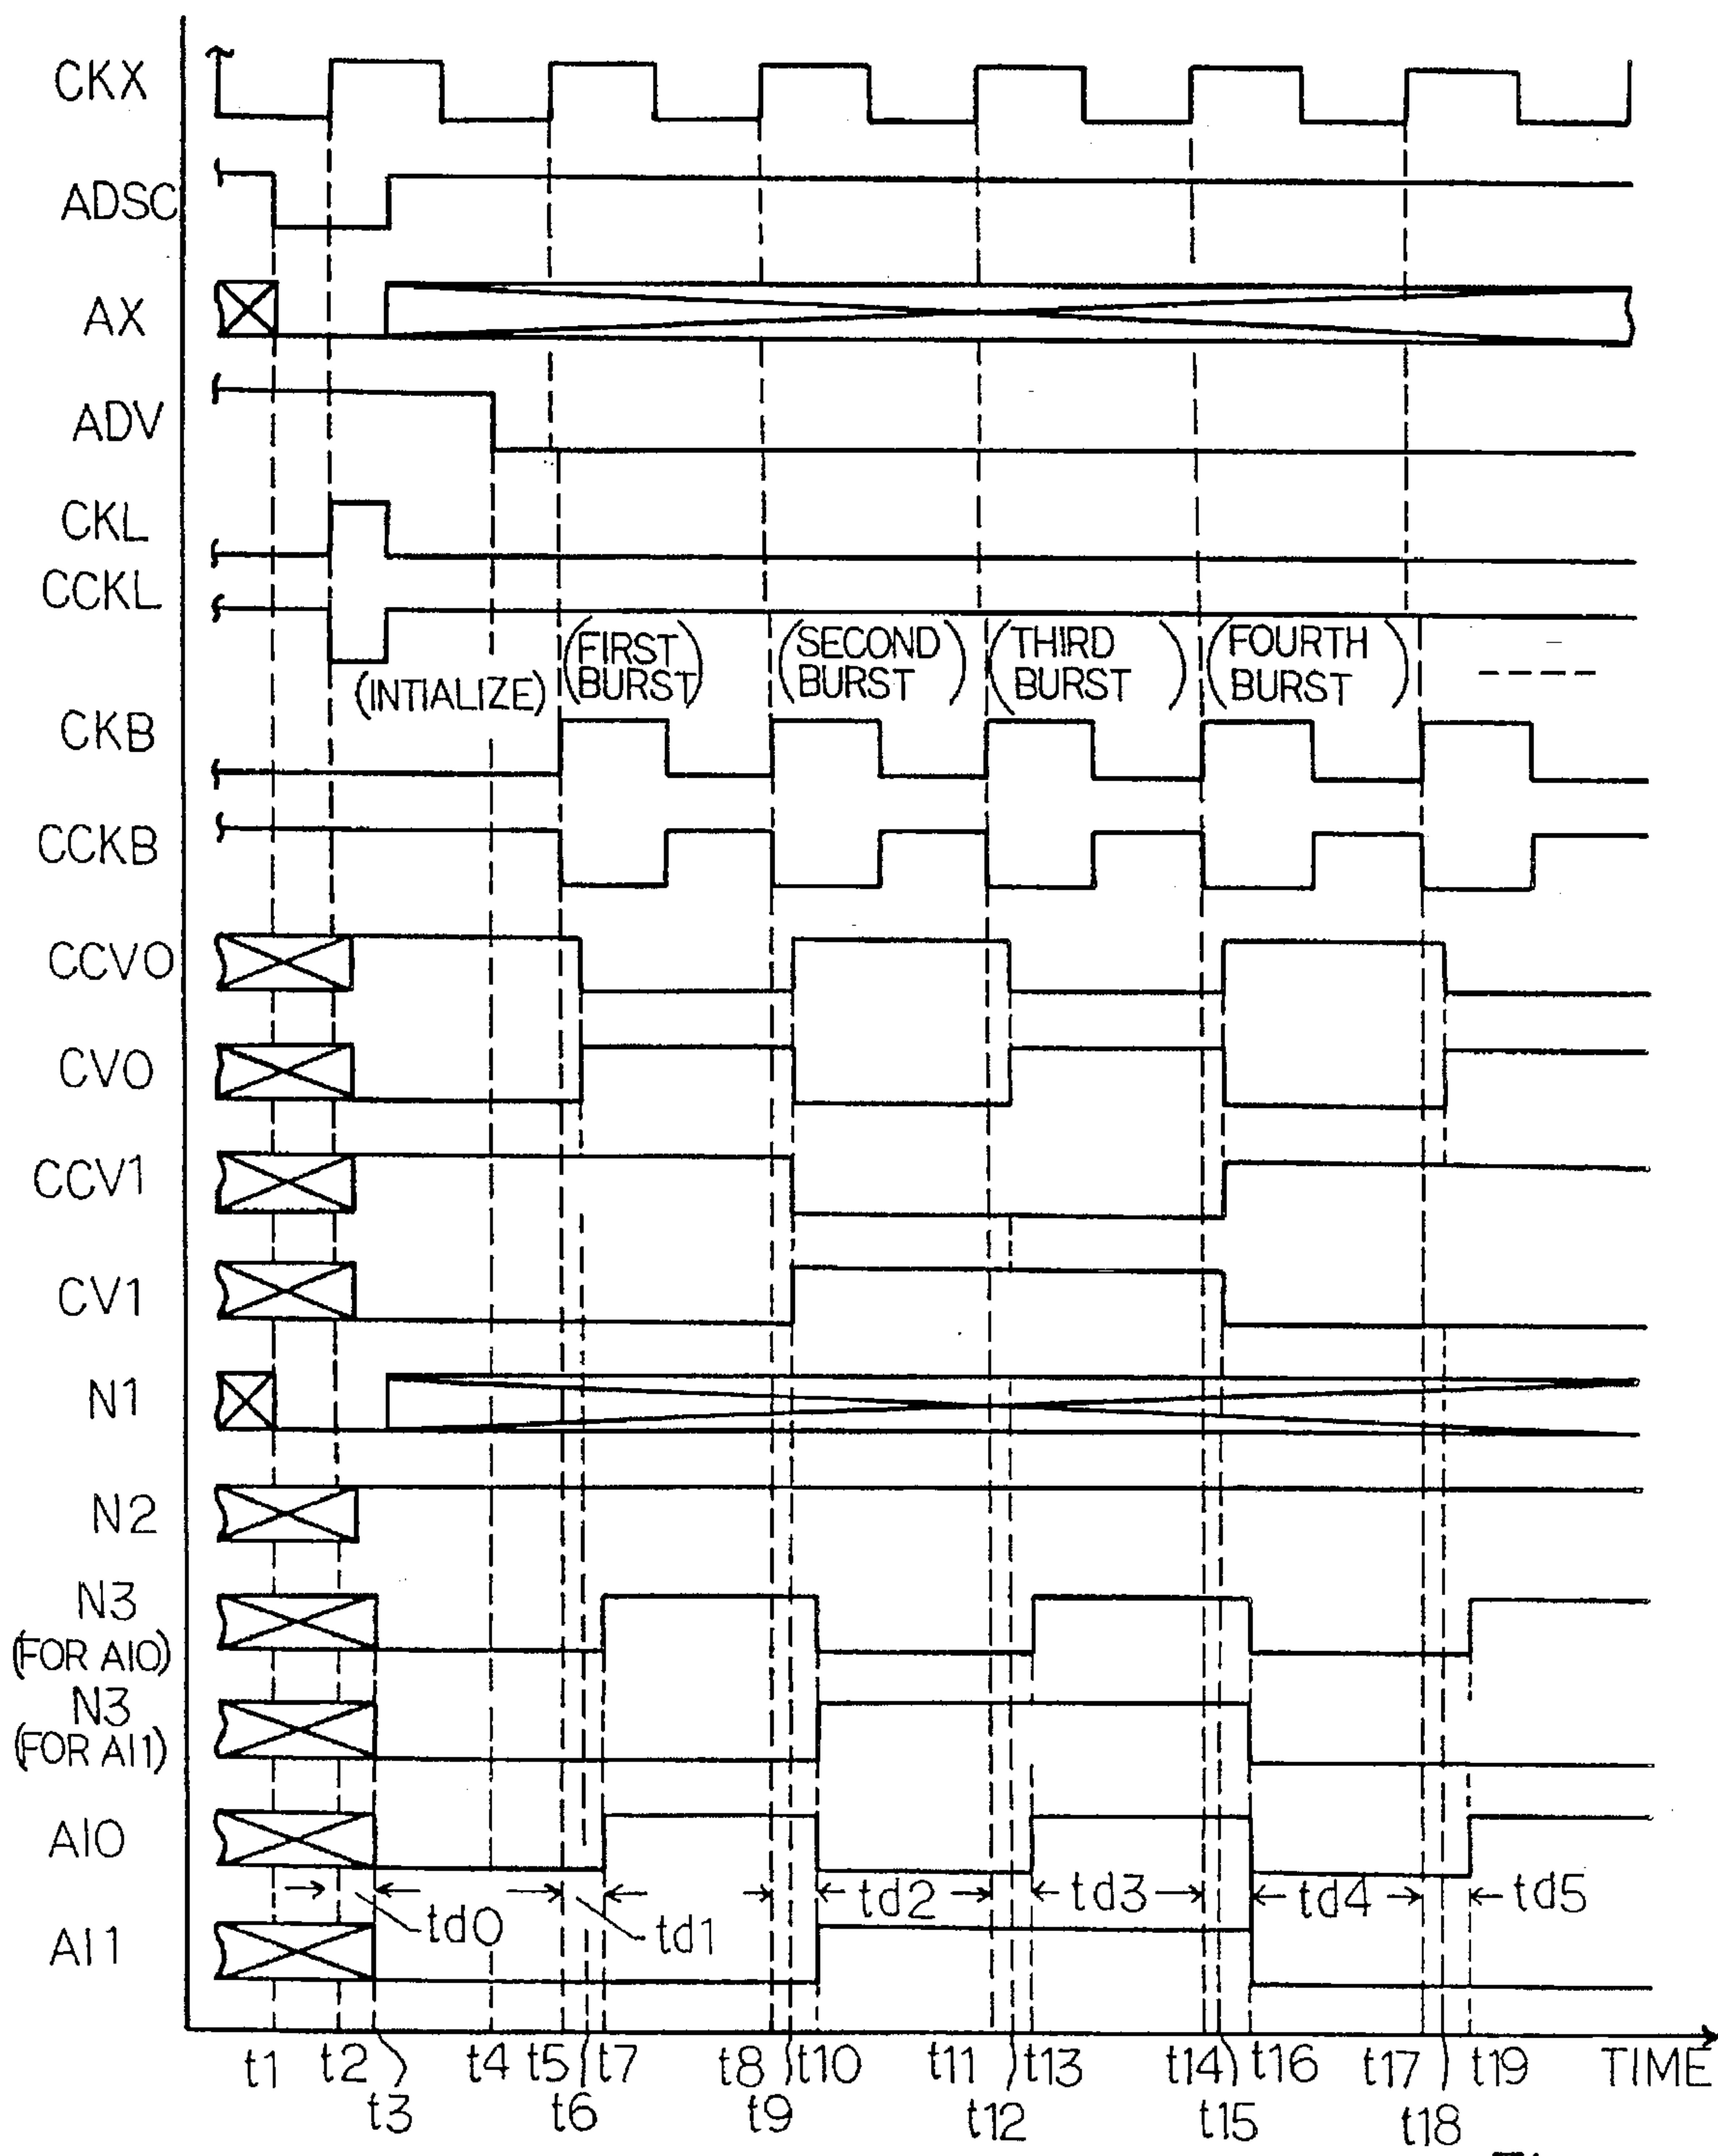 CKX
ADSC
AX
ADV
CKL
CCKL
(INTIALIZE)
(FIRST
BURST)
(SECOND
BURST)
(THIRD
BURST)
(FOURTH
BURST)
CKB
CCKB
CCV0
CV0
CCV1
CV1
N1
N2
N3
(FOR AI0)
N3
(FOR AI1)
AI0
td0
td1
td2
td3
td4
td5
AI1
t1 t2 t4 t5 t7 t8 t10 t11 t13 t14 t16 t17 t19 TIME
t3 t6 t9 t12 t15 t18